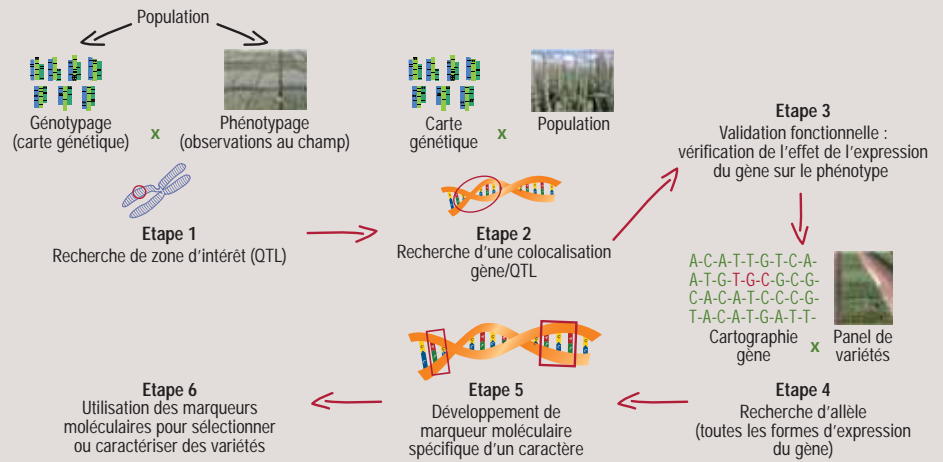 Population
Génotypage
(carte génétique)
x
Phénotypage
(observations au champ)
Etape 1
Recherche de zone d'intérêt (QTL)
Carte
génétique
x
Population
Etape 2
Recherche d'une colocalisation
gène/QTL
Etape 3
Validation fonctionnelle :
vérification de l'effet de l'expression
du gène sur le phénotype
A-C-A-T-T-G-T-C-A-
A-T-G-T-G-C-G-C-G-
C-A-C-A-T-C-C-C-G-
T-A-C-A-T-G-A-T-T-
Cartographie
gène
x
Panel de
variétés
Etape 4
Recherche d'allèle
(toutes les formes d'expression
du gène)
Etape 5
Développement de
marqueur moléculaire
spécifique d'un caractère
Etape 6
Utilisation des marqueurs
moléculaires pour sélectionner
ou caractériser des variétés